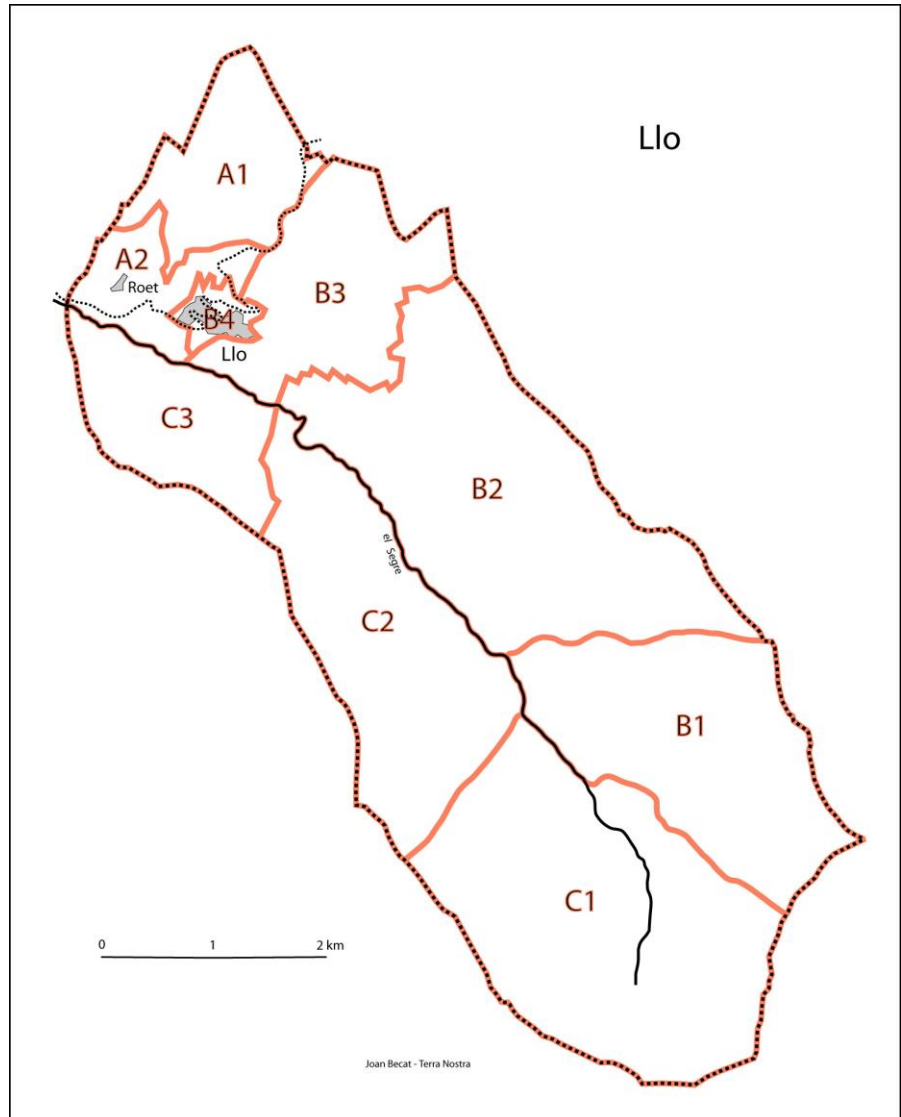 Llo
A1
A2
Roet
B3
B4
Llo
C3
B2
el Segre
C2
B1
C1
0 1 2 km
Joan Becat - Terra Nostra